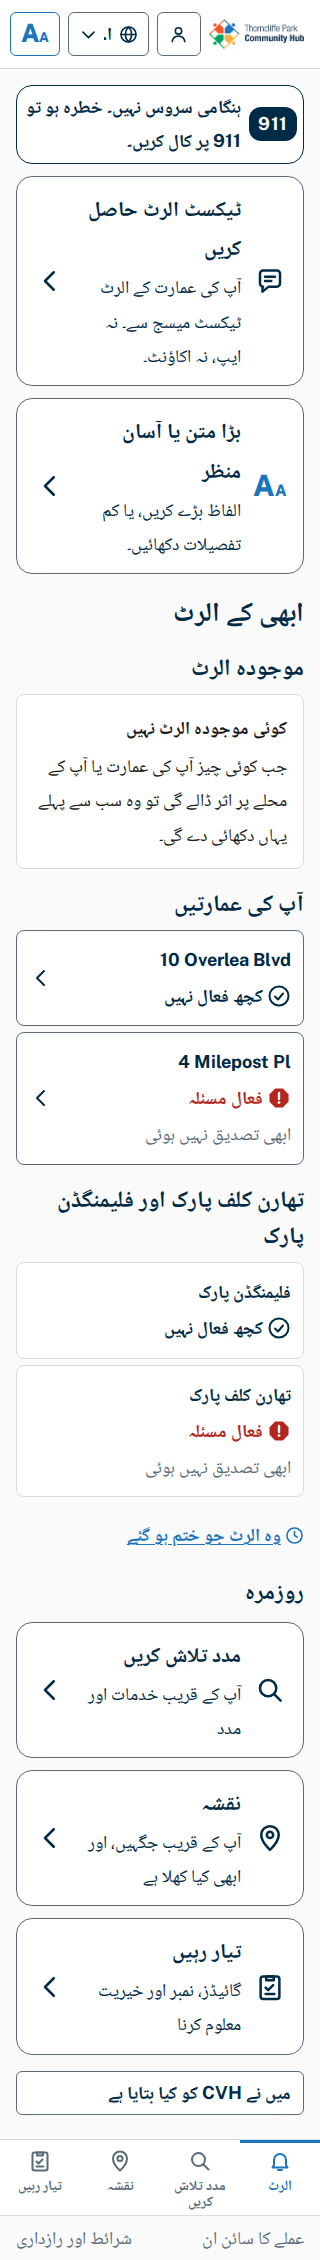 Thorncliffe Park
Community Hub
AA
911
ہنگامی سروس نہیں۔ خطرہ ہو تو
911 پر کال کریں۔
ٹیکسٹ الرٹ حاصل
کریں
آپ کی عمارت کے الرٹ
ٹیکسٹ میسج سے۔ نہ
ایپ، نہ اکاؤنٹ۔
AA
بڑا متن یا آسان
منظر
الفاظ بڑے کریں، یا کم
تفصیلات دکھائیں۔
ابھی کے الرٹ
موجودہ الرٹ
کوئی موجودہ الرٹ نہیں
جب کوئی چیز آپ کی عمارت یا آپ کے
محلے پر اثر ڈالے گی تو وہ سب سے پہلے
یہاں دکھائی دے گی۔
آپ کی عمارتیں
10 Overlea Blvd
کچھ فعال نہیں
4 Milepost Pl
فعال مسئلہ
ابھی تصدیق نہیں ہوئی
تھارن کلف پارک اور فلیمنگڈن
پارک
فلیمنگڈن پارک
کچھ فعال نہیں
تھارن کلف پارک
فعال مسئلہ
ابھی تصدیق نہیں ہوئی
وہ الرٹ جو ختم ہو گئے
روزمرہ
مدد تلاش کریں
آپ کے قریب خدمات اور
مدد
نقشہ
آپ کے قریب جگہیں، اور
ابھی کیا کھلا ہے
تیار رہیں
گائیڈز، نمبر اور خیریت
معلوم کرنا
میں نے CVH کو کیا بتایا ہے
الرٹ
مدد تلاش
کریں
نقشہ
تیار رہیں
عملے کا سائن ان
شرائط اور رازداری